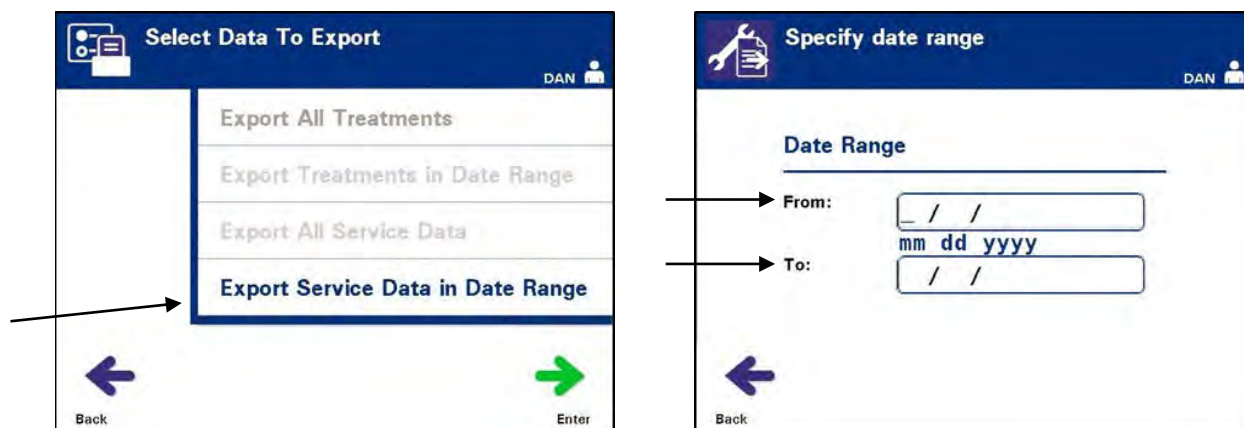 Select Data To Export
DAN
Export All Treatments
Export Treatments in Date Range
Export All Service Data
Export Service Data in Date Range
Back
Enter
Specify date range
DAN
Date Range
From:
_ / /
mm dd yyyy
To:
/ /
Back